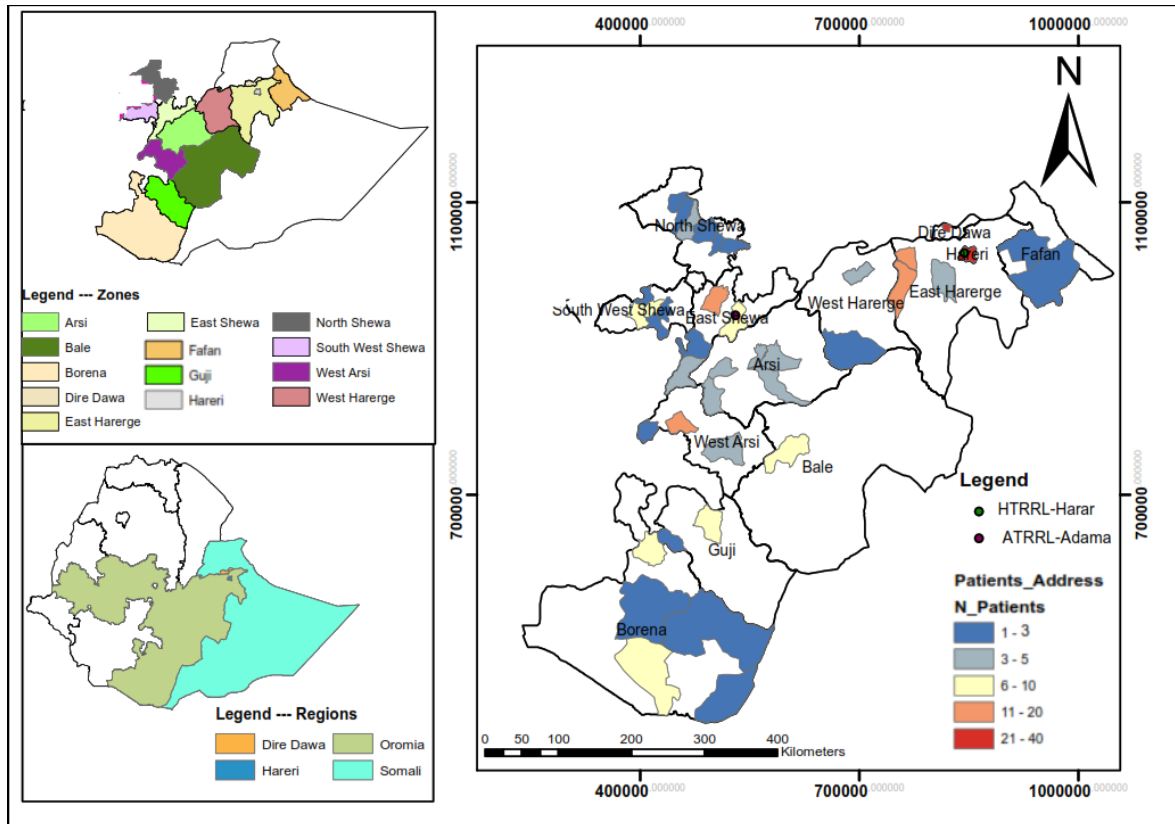 Legend --- Zones
Arsi
Bale
Borena
Dire Dawa
East Harerge
East Shewa
Fafan
Guji
Hareri
North Shewa
South West Shewa
West Arsi
West Harerge
Legend --- Regions
Dire Dawa
Hareri
Oromia
Somali
400000.000000
700000.000000
1000000.000000
N
1100000.000000
1100000.000000
North Shewa
Dire Dawa
Hareri
Fafan
West Harerge
East Harerge
South West Shewa
East Shewa
Arsi
West Arsi
Bale
Guji
Borena
700000.000000
700000.000000
Legend
HTRRL-Harar
ATRRL-Adama
Patients_Address
N_Patients
1 - 3
3 - 5
6 - 10
11 - 20
21 - 40
0 50 100 200 300 400
Kilometers
400000.000000
700000.000000
1000000.000000